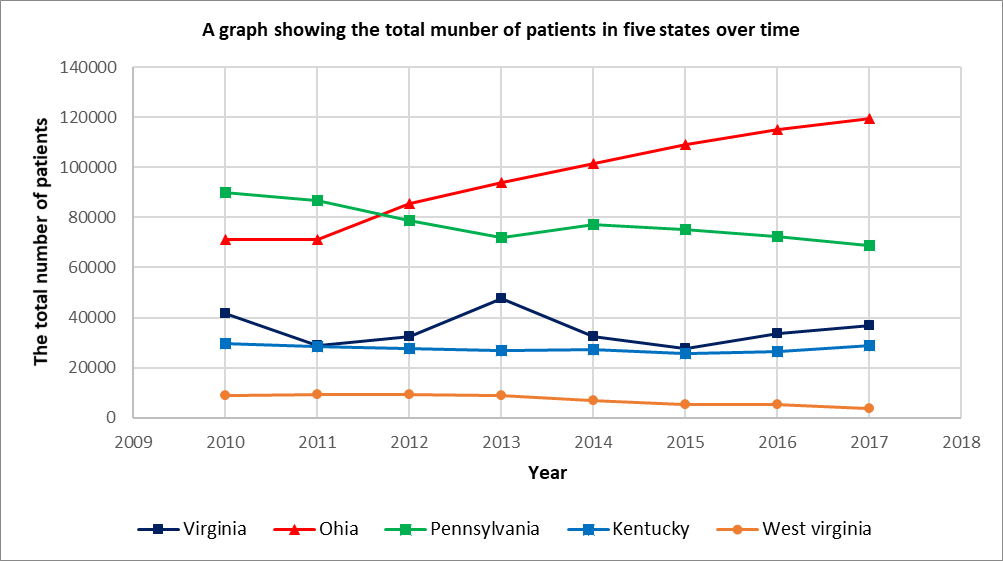 A graph showing the total munber of patients in five states over time
140000
120000
100000
80000
60000
40000
20000
0
The total number of patients
2009 2010 2011 2012 2013 2014 2015 2016 2017 2018
Year
Virginia Ohia Pennsylvania Kentucky West virginia